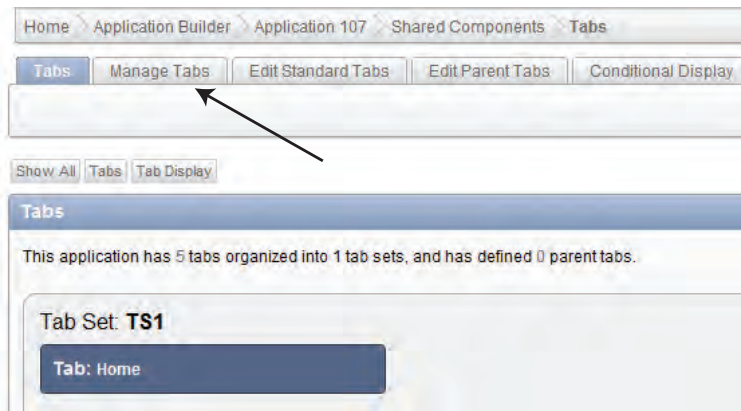 Home Application Builder Application 107 Shared Components Tabs
Tabs Manage Tabs Edit Standard Tabs Edit Parent Tabs Conditional Display
Show All Tabs Tab Display
Tabs
This application has 5 tabs organized into 1 tab sets, and has defined 0 parent tabs.
Tab Set: TS1
Tab: Home